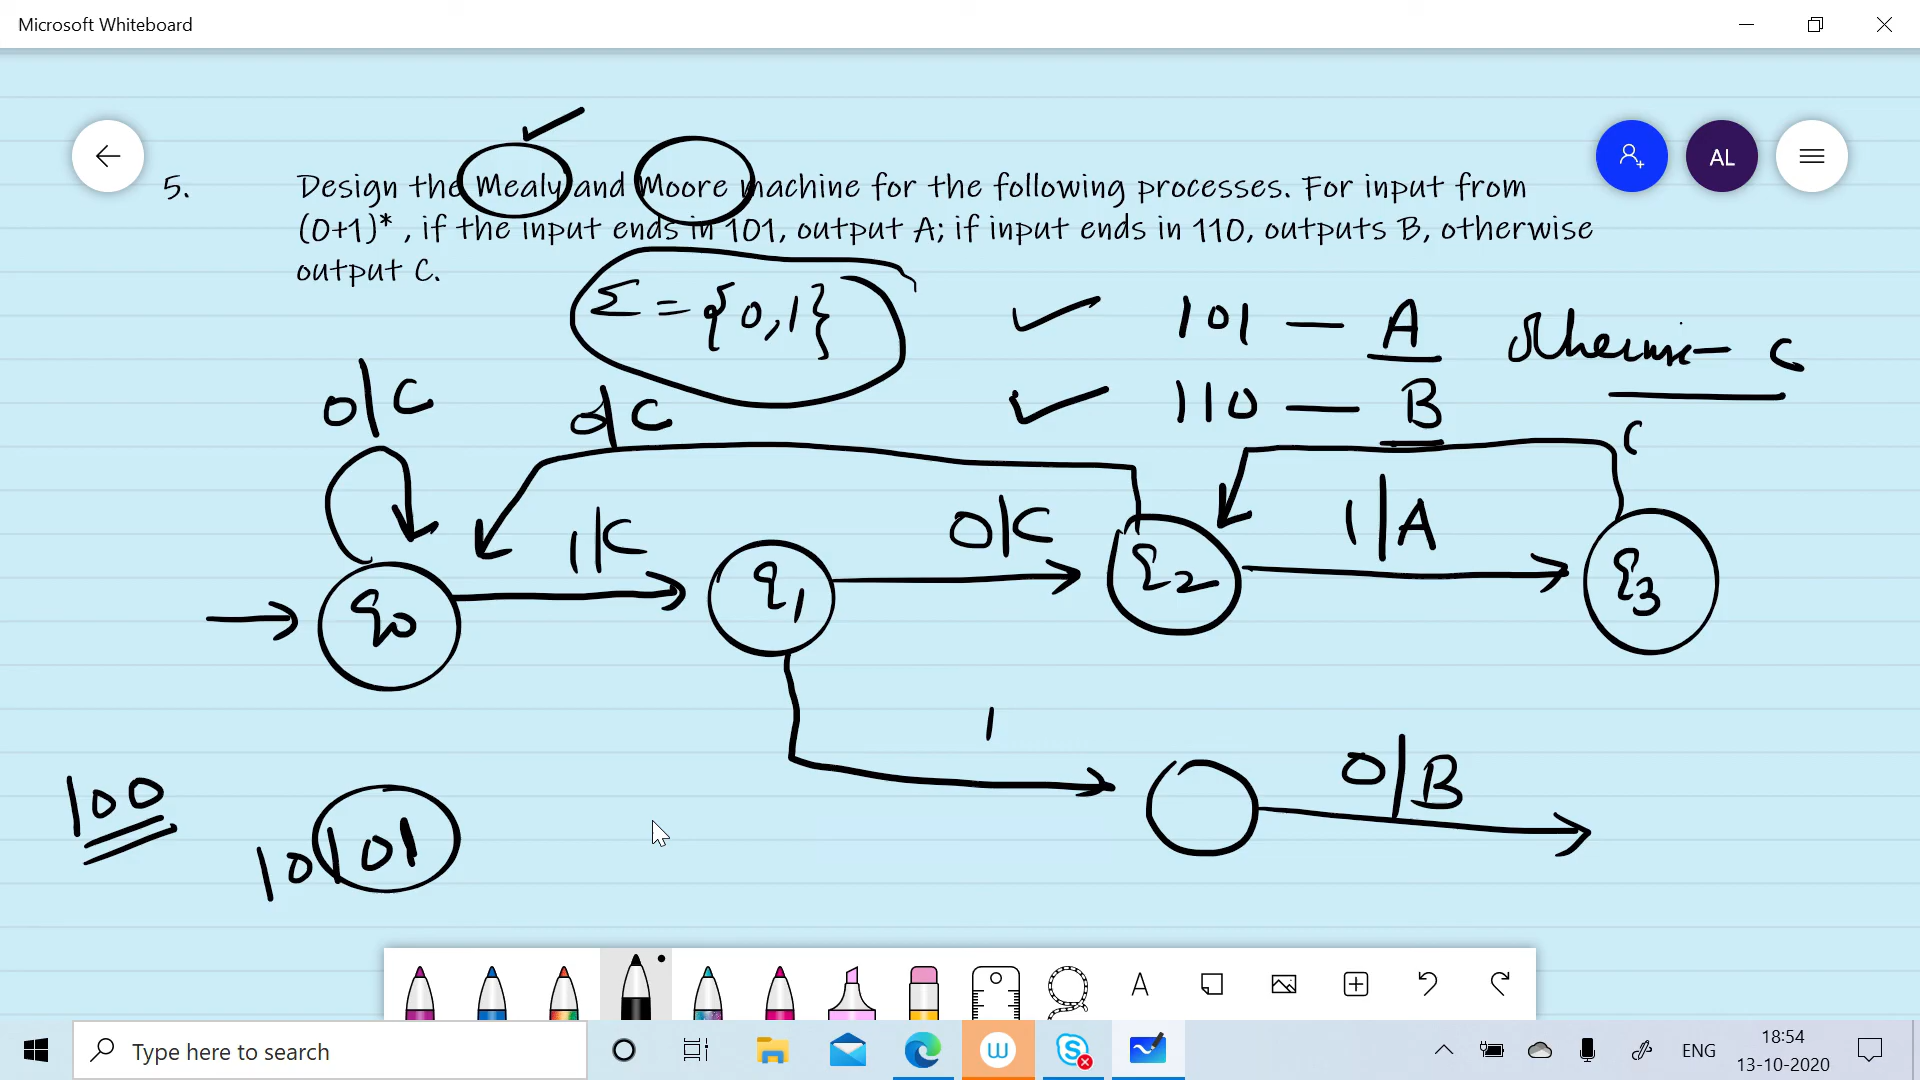 Microsoft Whiteboard
AL
5. Design the Mealy and Moore machine for the following processes. For input from
(0+1)* , if the input ends in 101, output A; if input ends in 110, outputs B, otherwise
output C.
Σ = {0,1}
101 — A
otherwise – C
110 — B
0|C
0|C
(
1|C
0|C
1|A
q0
q1
q2
q3
1
0|B
100
10101
A
Type here to search
W
S
ENG
18:54
13-10-2020